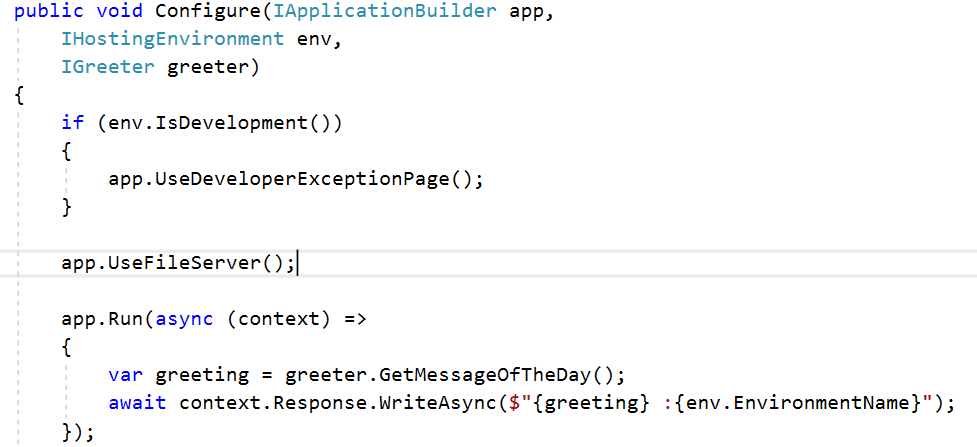 public void Configure(IApplicationBuilder app,
    IHostingEnvironment env,
    IGreeter greeter)
{
    if (env.IsDevelopment())
    {
        app.UseDeveloperExceptionPage();
    }

    app.UseFileServer();

    app.Run(async (context) =>
    {
        var greeting = greeter.GetMessageOfTheDay();
        await context.Response.WriteAsync($"{greeting} :{env.EnvironmentName}");
    });